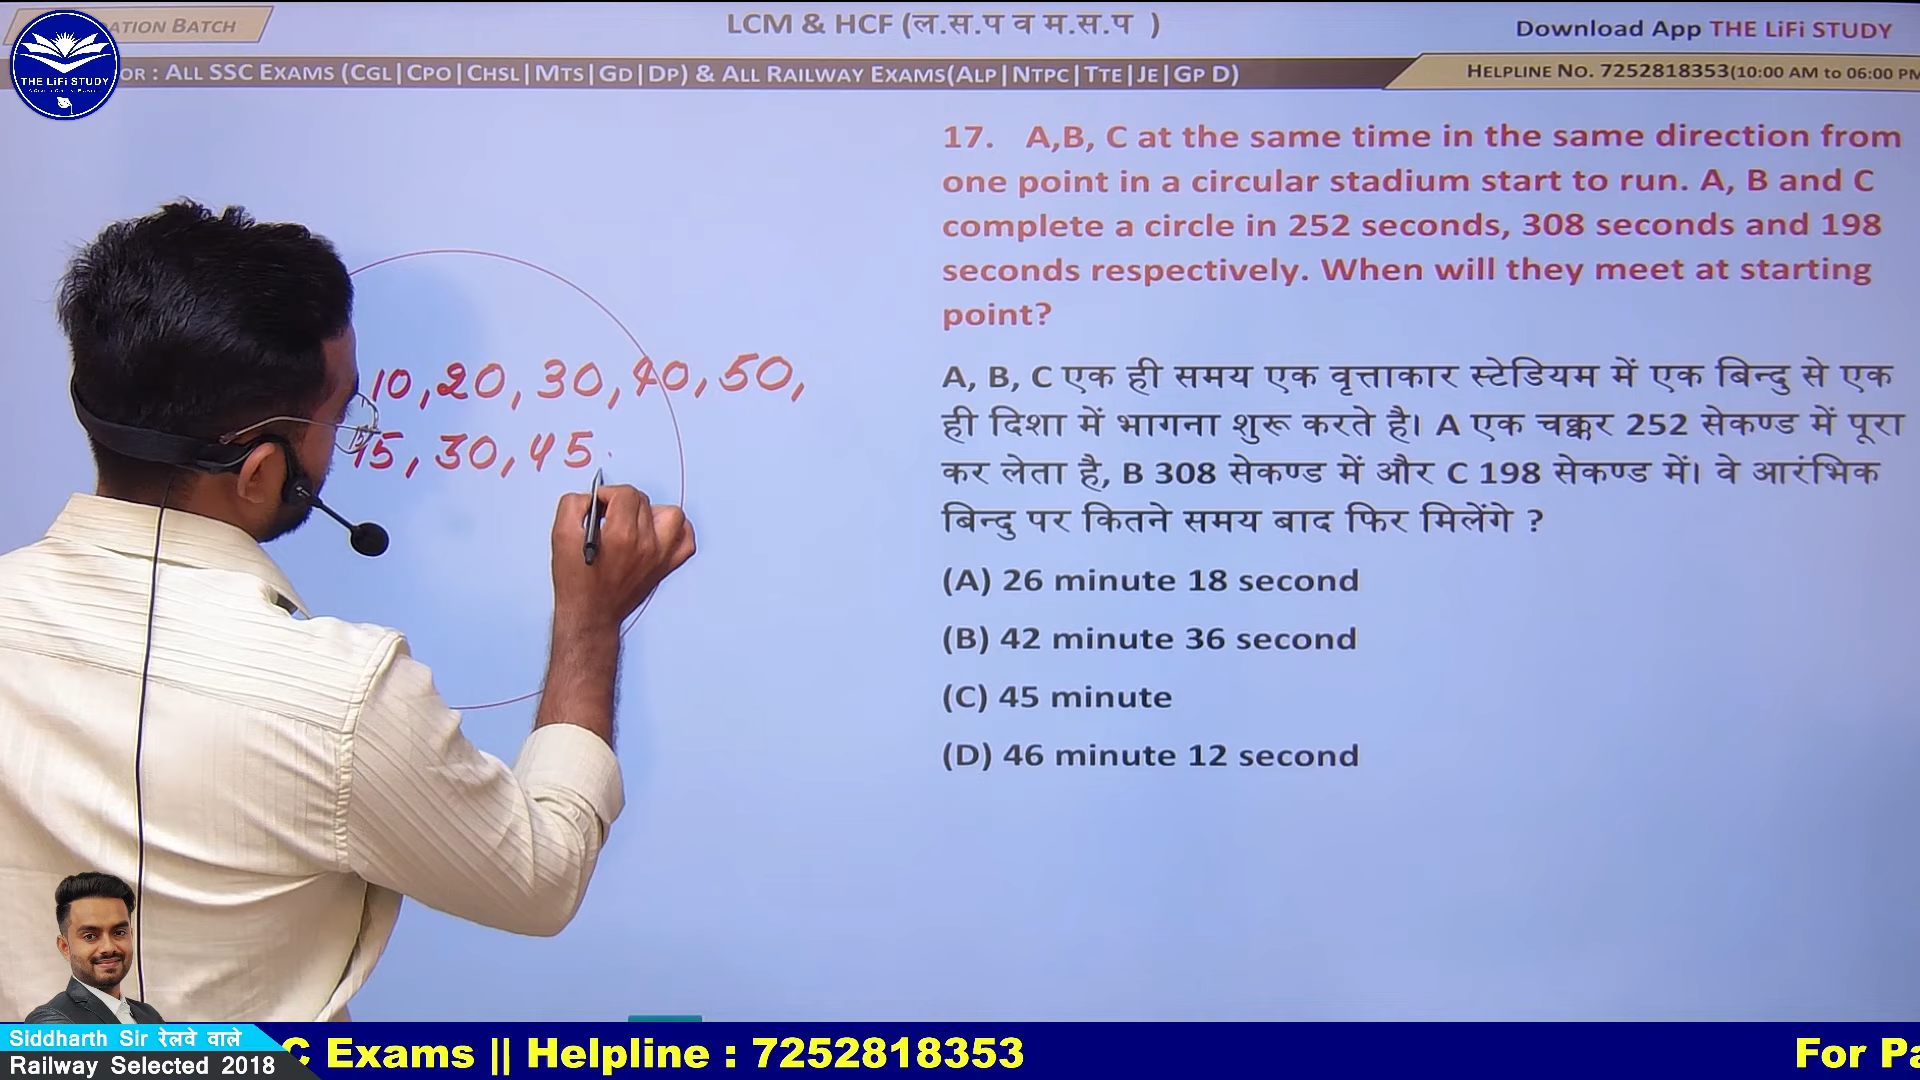 ATION BATCH
LCM & HCF (ल.स.प व म.स.प )
Download App THE LiFi STUDY
THE LiFi STUDY
OR : ALL SSC EXAMS (CGL|CPO|CHSL|MTS|GD|DP) & ALL RAILWAY EXAMS(ALP|NTPC|TTE|JE|GP D)
HELPLINE NO. 7252818353(10:00 AM to 06:00 PM
17. A,B, C at the same time in the same direction from
one point in a circular stadium start to run. A, B and C
complete a circle in 252 seconds, 308 seconds and 198
seconds respectively. When will they meet at starting
point?
10, 20, 30, 40, 50,
15, 30, 45
A, B, C एक ही समय एक वृत्ताकार स्टेडियम में एक बिन्दु से एक
ही दिशा में भागना शुरू करते है। A एक चक्कर 252 सेकण्ड में पूरा
कर लेता है, B 308 सेकण्ड में और C 198 सेकण्ड में। वे आरंभिक
बिन्दु पर कितने समय बाद फिर मिलेंगे ?
(A) 26 minute 18 second
(B) 42 minute 36 second
(C) 45 minute
(D) 46 minute 12 second
Siddharth Sir रेलवे वाले
Railway Selected 2018
C Exams || Helpline : 7252818353
For Pa